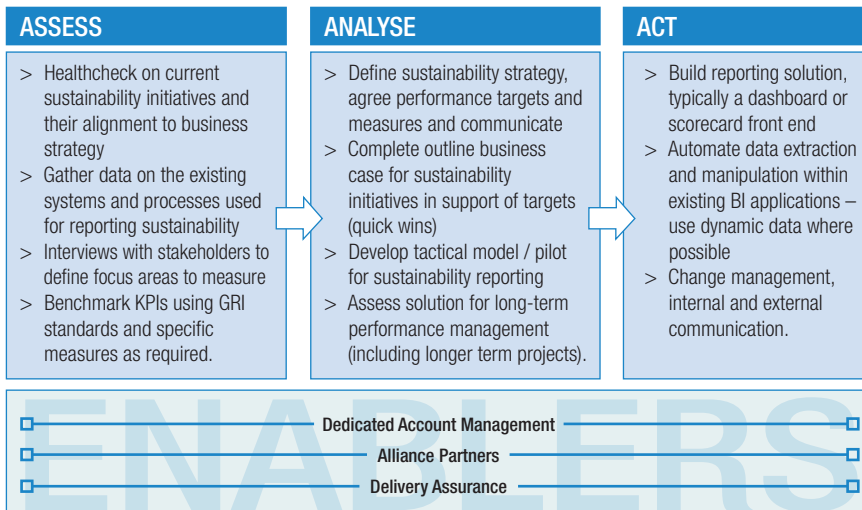 ASSESS
> Healthcheck on current
sustainability initiatives and
their alignment to business
strategy
> Gather data on the existing
systems and processes used
for reporting sustainability
> Interviews with stakeholders to
define focus areas to measure
> Benchmark KPIs using GRI
standards and specific
measures as required.
ANALYSE
> Define sustainability strategy,
agree performance targets and
measures and communicate
> Complete outline business
case for sustainability
initiatives in support of targets
(quick wins)
> Develop tactical model / pilot
for sustainability reporting
> Assess solution for long-term
performance management
(including longer term projects).
ACT
> Build reporting solution,
typically a dashboard or
scorecard front end
> Automate data extraction
and manipulation within
existing BI applications –
use dynamic data where
possible
> Change management,
internal and external
communication.
ENABLERS
Dedicated Account Management
Alliance Partners
Delivery Assurance